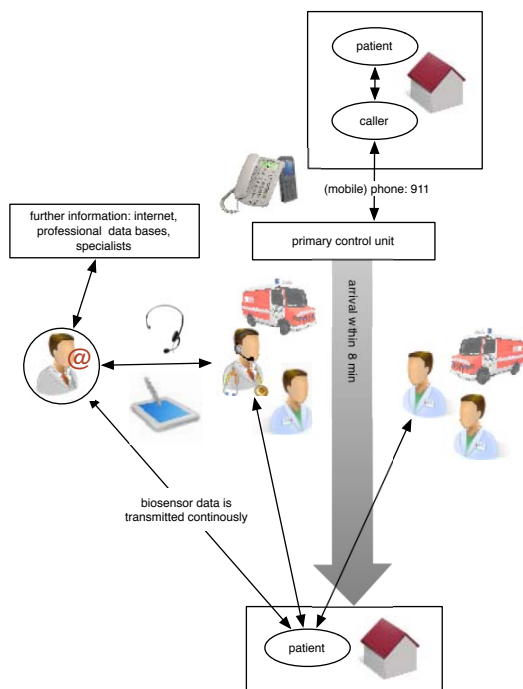 patient
caller
(mobile) phone: 911
further information: internet,
professional data bases,
specialists
primary control unit
arrival wthin 8 min
@
biosensor data is
transmitted continously
patient